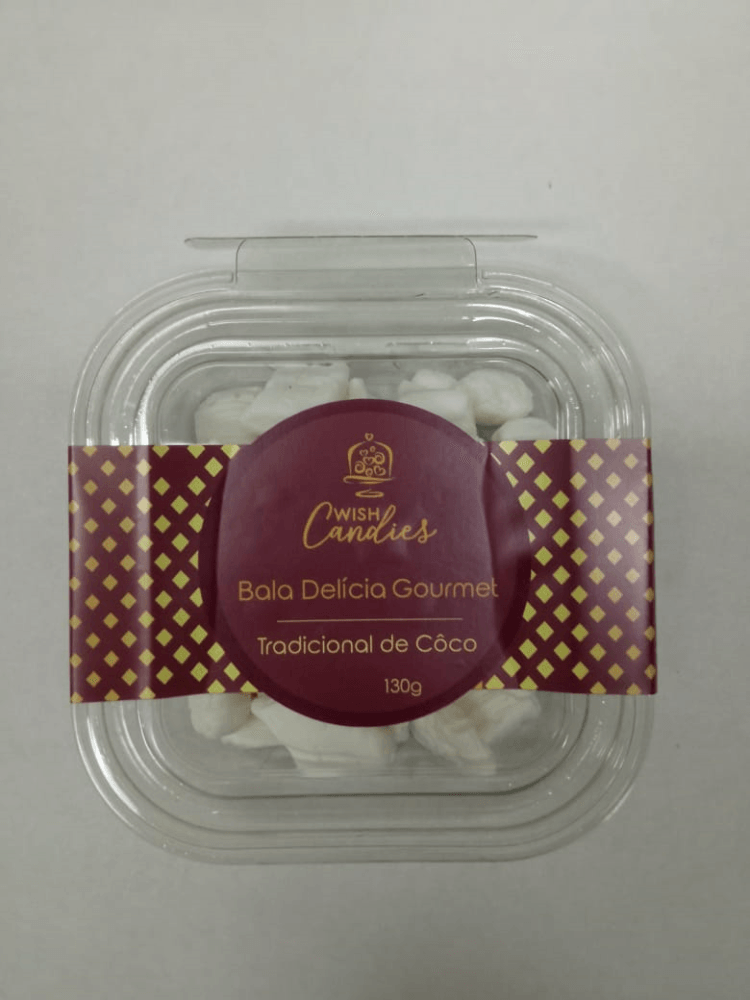 WISH
Candies
Bala Delícia Gourmet
Tradicional de Côco
130g